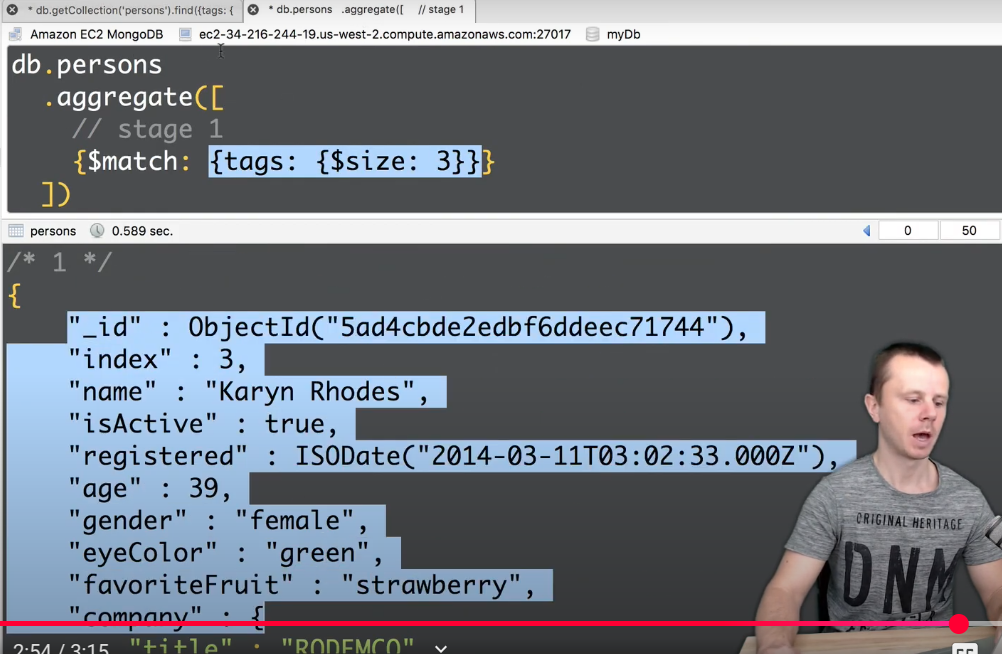 * db.getCollection('persons').find({tags: {
* db.persons .aggregate([ // stage 1
Amazon EC2 MongoDB ec2-34-216-244-19.us-west-2.compute.amazonaws.com:27017 myDb
db.persons
.aggregate([
// stage 1
{$match: {tags: {$size: 3}}}
])
persons 0.589 sec. 0 50
/* 1 */
{
"_id" : ObjectId("5ad4cbde2edbf6ddeec71744"),
"index" : 3,
"name" : "Karyn Rhodes",
"isActive" : true,
"registered" : ISODate("2014-03-11T03:02:33.000Z"),
"age" : 39,
"gender" : "female",
"eyeColor" : "green",
"favoriteFruit" : "strawberry",
"company" : {
"title" : "RODEMCO"
2:54 / 3:15
ORIGINAL HERITAGE
DNM